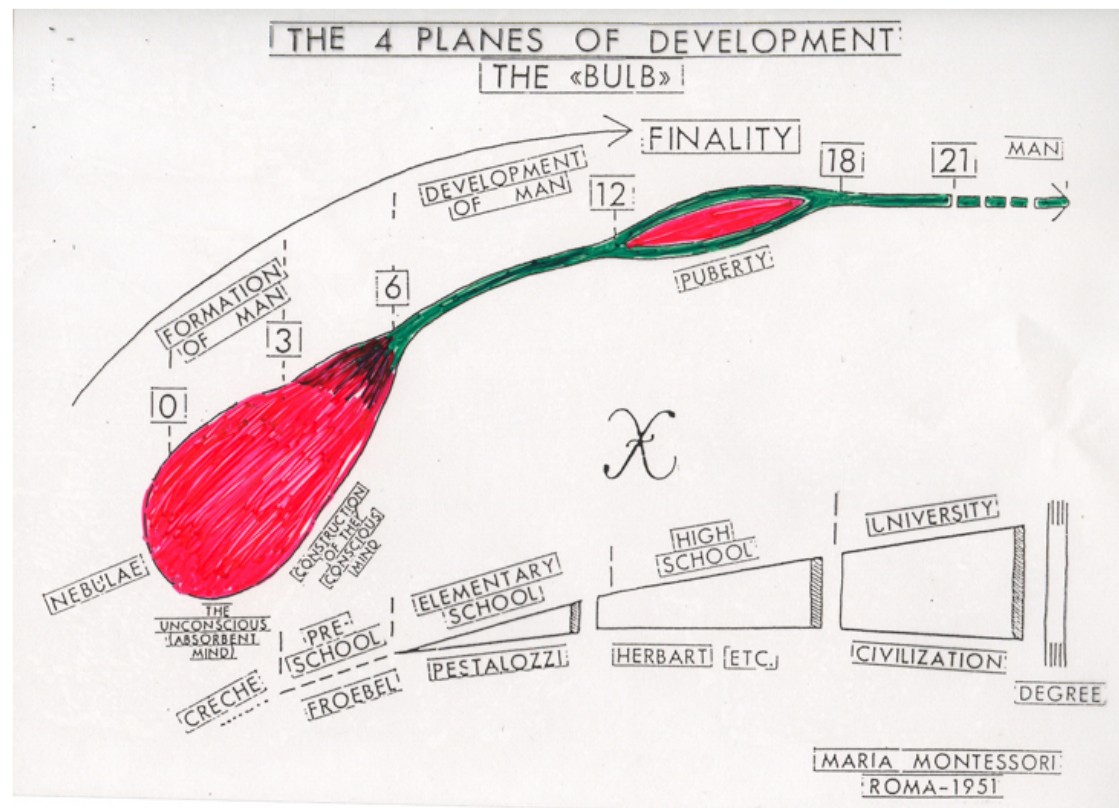 THE 4 PLANES OF DEVELOPMENT
THE «BULB»
FINALITY
MAN
DEVELOPMENT
OF MAN
FORMATION
OF MAN
0
3
6
12
18
21
PUBERTY
NEBULAE
THE
UNCONSCIOUS
(ABSORBENT
MIND)
CONSTRUCTION
OF THE
CONSCIOUS
MIND
CRECHE
PRE-
SCHOOL
FROEBEL
ELEMENTARY
SCHOOL
PESTALOZZI
HIGH
SCHOOL
HERBART ETC.
UNIVERSITY
CIVILIZATION
DEGREE
MARIA MONTESSORI
ROMA-1951